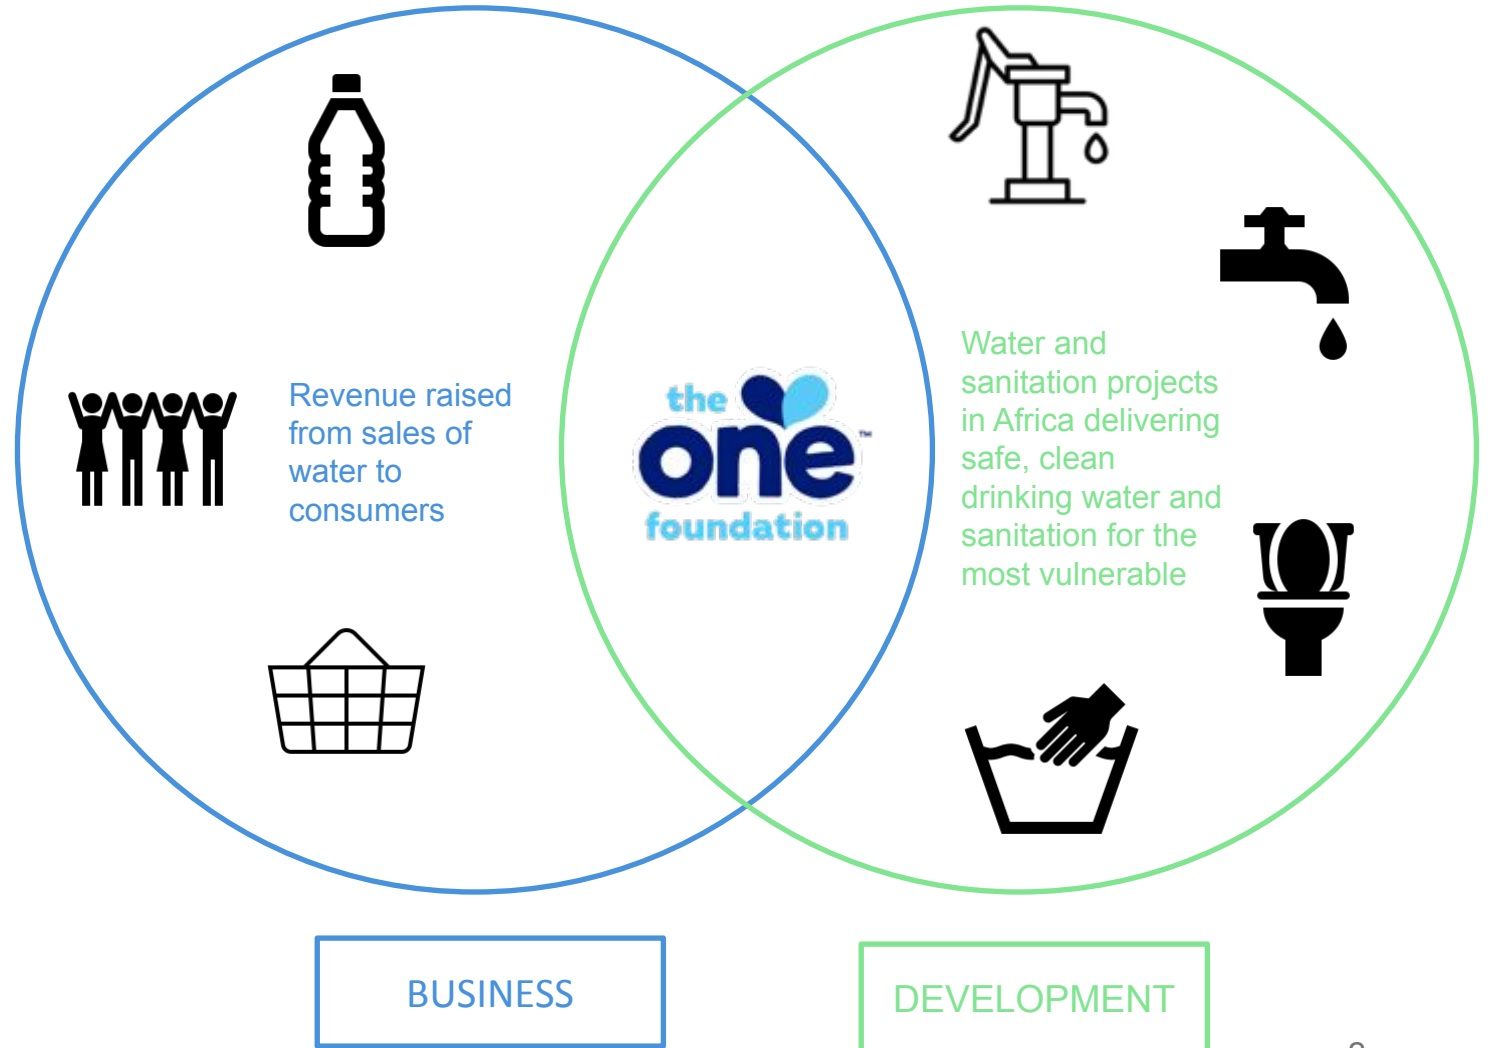 Revenue raised
from sales of
water to
consumers
the
one™
foundation
Water and
sanitation projects
in Africa delivering
safe, clean
drinking water and
sanitation for the
most vulnerable
BUSINESS
DEVELOPMENT